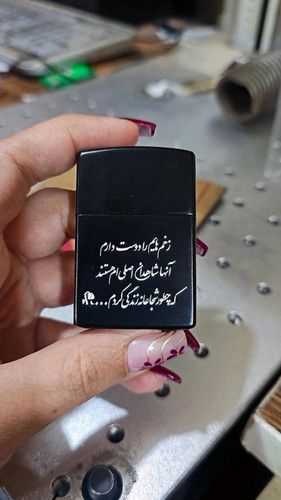 زخم هایم را دوست دارم
آنها شاهدان اصلی ام هستند
که چطور شجاعانه زندگی کردم...